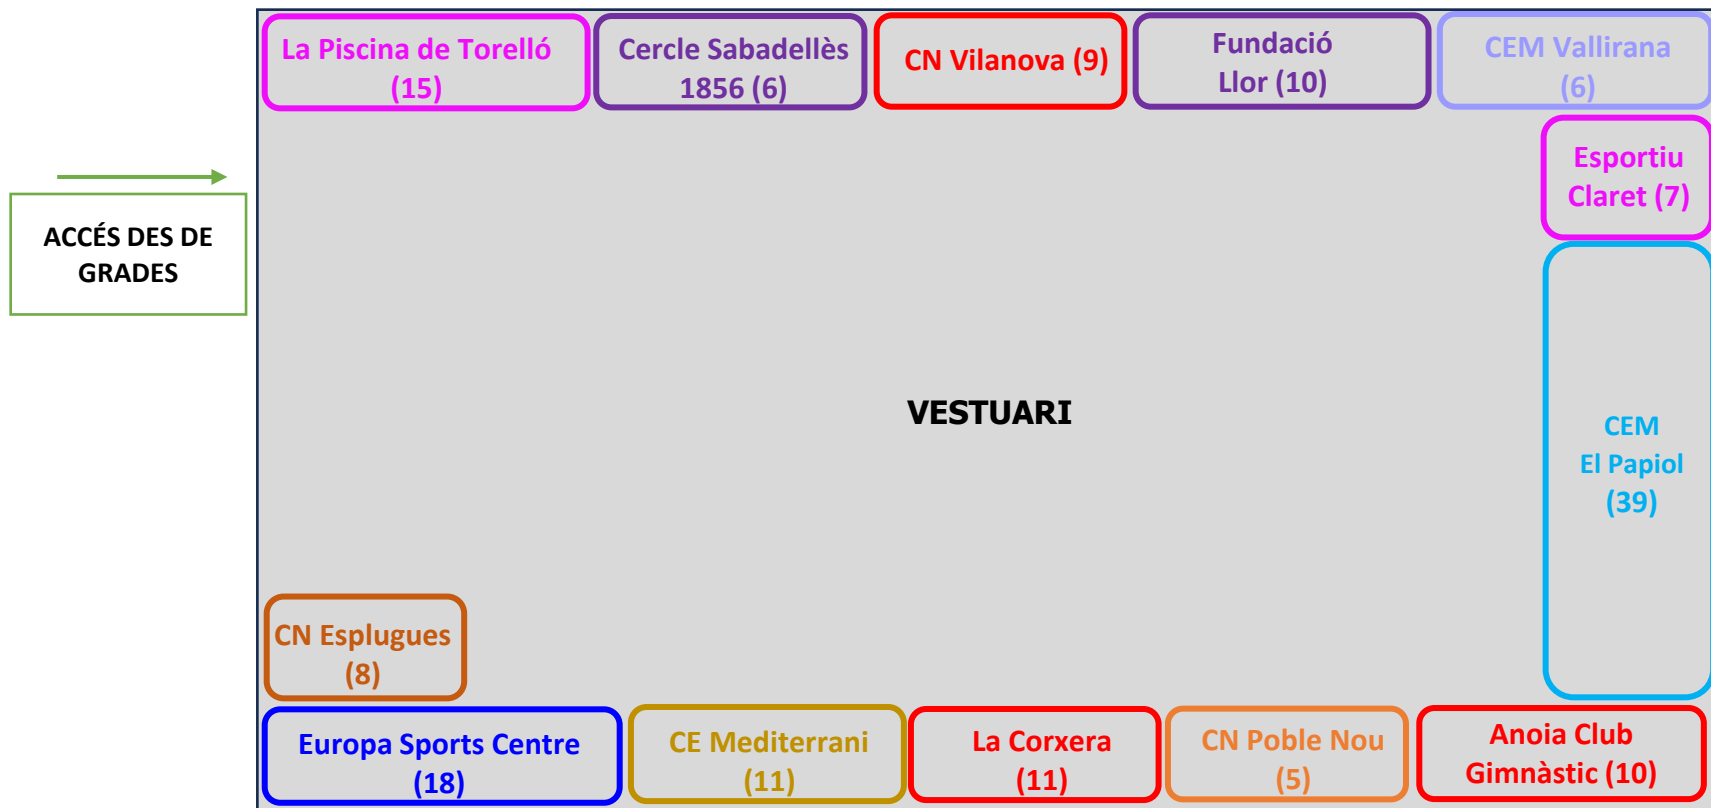 La Piscina de Torelló
(15)
Cercle Sabadellès
1856 (6)
CN Vilanova (9)
Fundació
Llor (10)
CEM Vallirana
(6)
Esportiu
Claret (7)
ACCÉS DES DE
GRADES
VESTUARI
CEM
El Papiol
(39)
CN Esplugues
(8)
Europa Sports Centre
(18)
CE Mediterrani
(11)
La Corxera
(11)
CN Poble Nou
(5)
Anoia Club
Gimnàstic (10)